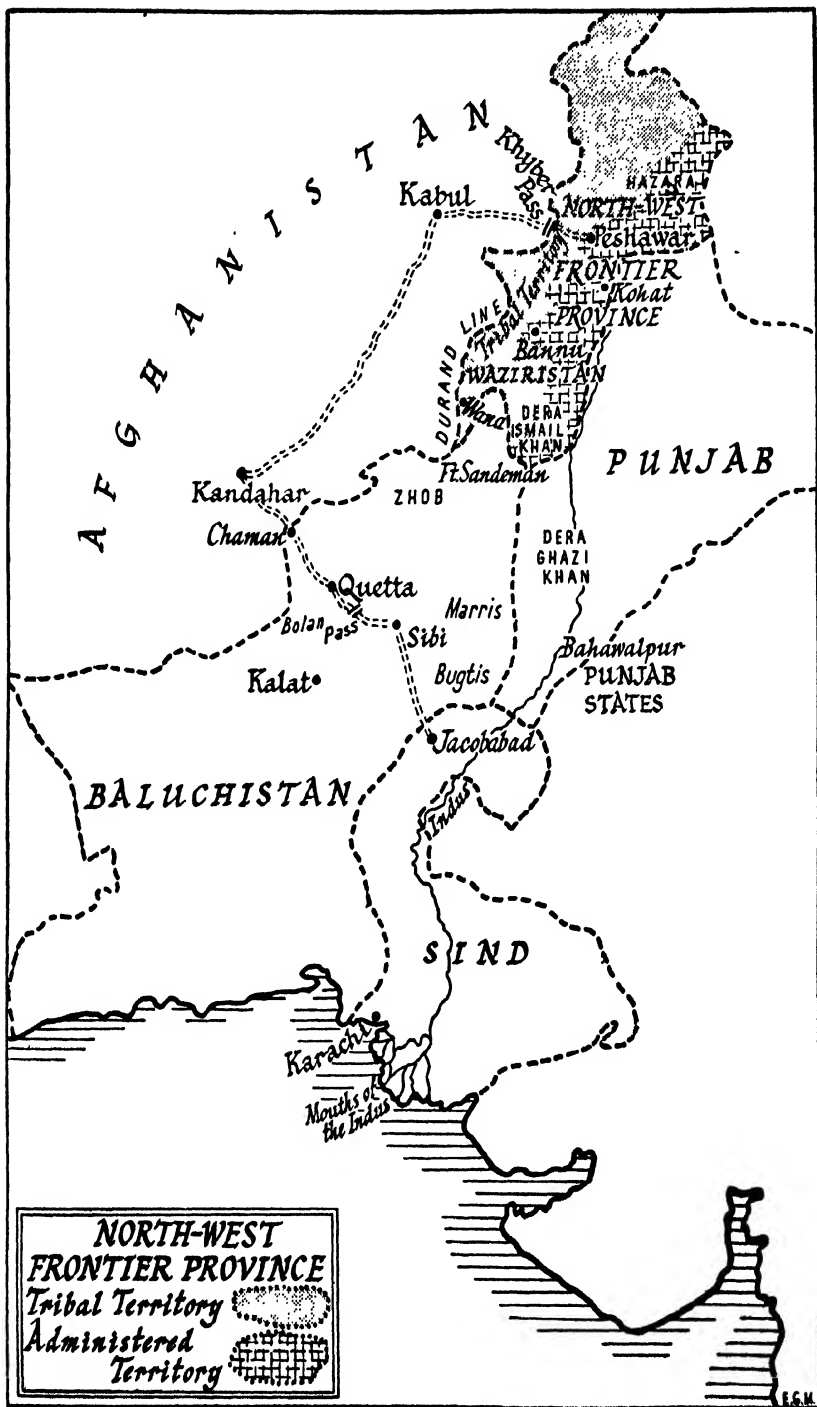 AFGHANISTAN
Khyber
Pass
Kabul
HAZARA
NORTH-WEST
Peshawar
FRONTIER
Kohat
PROVINCE
Tribal Territory
DURAND LINE
Bannu
WAZIRISTAN
Wana
DERA
ISMAIL
KHAN
PUNJAB
Ft. Sandeman
ZHOB
Kandahar
Chaman
DERA
GHAZI
KHAN
Quetta
Bolan Pass
Marris
Sibi
Bahawalpur
PUNJAB
STATES
Kalat
Bugtis
Jacobabad
BALUCHISTAN
Indus
SIND
Karachi
Mouths of
the Indus
NORTH-WEST
FRONTIER PROVINCE
Tribal Territory
Administered
Territory
E.G.M.